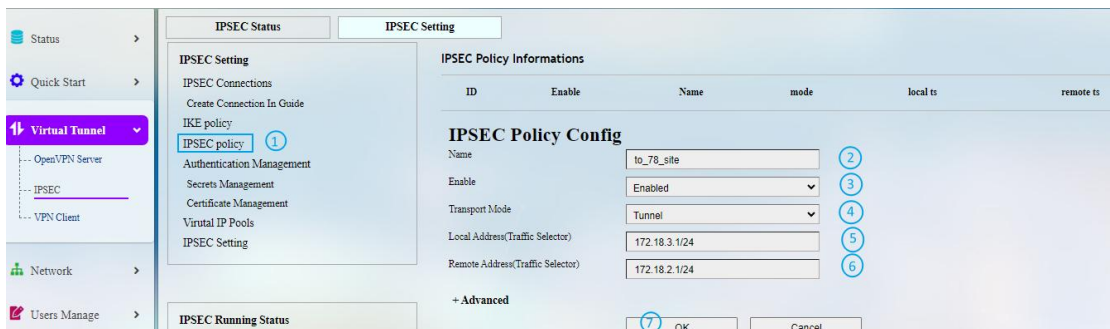 IPSEC Status
IPSEC Setting
Status
Quick Start
Virtual Tunnel
OpenVPN Server
IPSEC
VPN Client
Network
Users Manage
IPSEC Setting
IPSEC Connections
Create Connection In Guide
IKE policy
IPSEC policy 1
Authentication Management
Secrets Management
Certificate Management
Virutal IP Pools
IPSEC Setting
IPSEC Running Status
IPSEC Policy Informations
ID Enable Name mode local ts remote ts
IPSEC Policy Config
Name to_78_site 2
Enable Enabled 3
Transport Mode Tunnel 4
Local Address(Traffic Selector) 172.18.3.1/24 5
Remote Address(Traffic Selector) 172.18.2.1/24 6
+ Advanced
7 OK Cancel